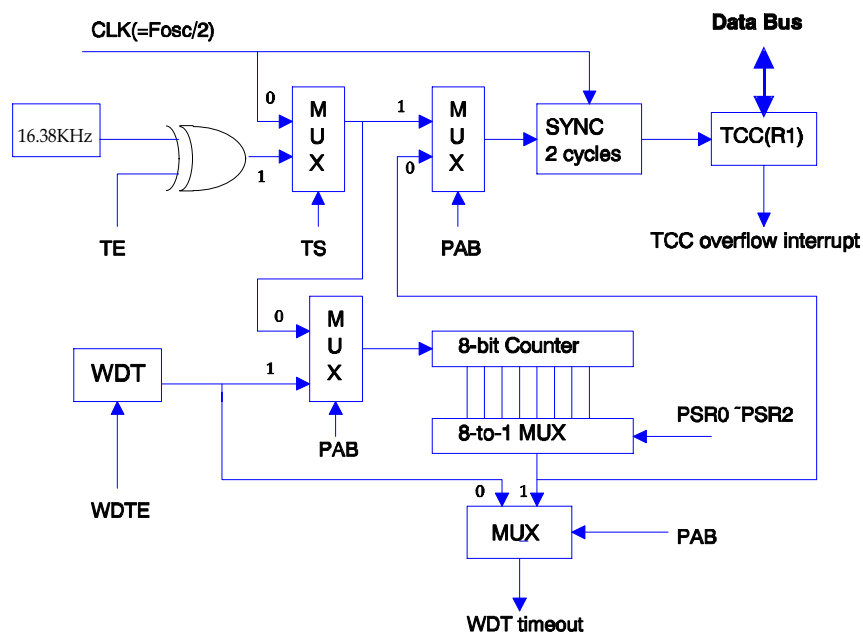 CLK(=Fosc/2)
Data Bus
0
M
U
X
1
M
U
X
0
SYNC
2 cycles
TCC(R1)
16.38KHz
1
TE
TS
PAB
TCC overflow interrupt
0
M
U
X
1
8-bit Counter
WDT
8-to-1 MUX
PSR0 ~PSR2
PAB
WDTE
0
1
MUX
PAB
WDT timeout